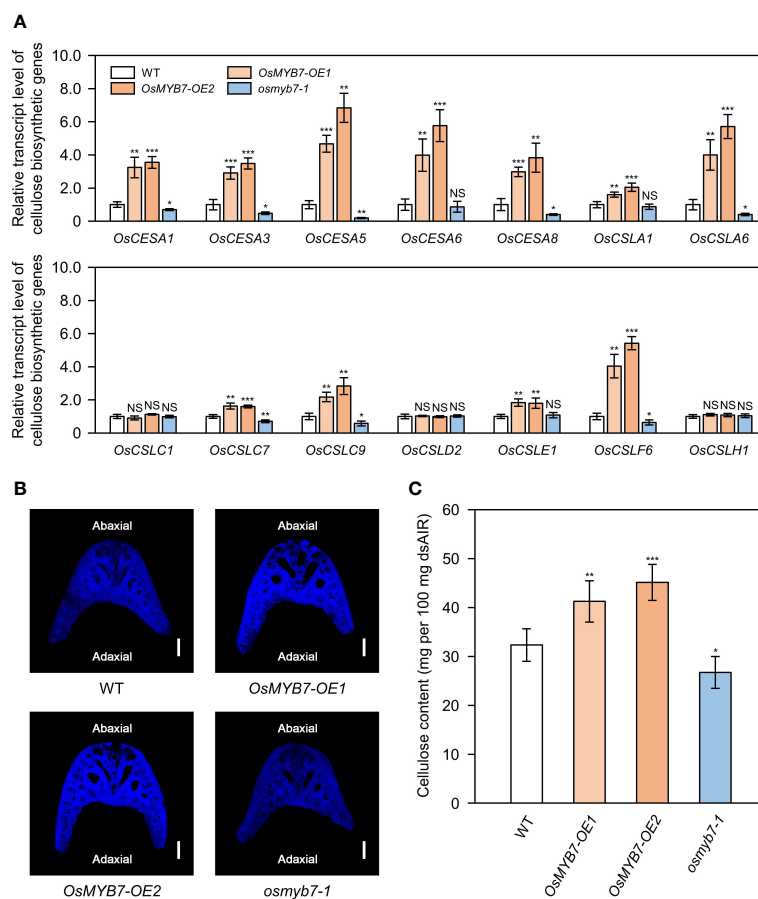 A
Relative transcript level of
cellulose biosynthetic genes
10.0
8.0
6.0
4.0
2.0
0
WT
OsMYB7-OE1
OsMYB7-OE2
osmyb7-1
** *** *
*** *** *
*** ** **
** *** NS
*** ** *
** *** NS
** *** *
OsCESA1 OsCESA3 OsCESA5 OsCESA6 OsCESA8 OsCSLA1 OsCSLA6
Relative transcript level of
cellulose biosynthetic genes
10.0
8.0
6.0
4.0
2.0
0
NS NS NS
** *** **
** ** *
NS NS NS
** ** NS
** *** *
NS NS NS
OsCSLC1 OsCSLC7 OsCSLC9 OsCSLD2 OsCSLE1 OsCSLF6 OsCSLH1
B
Abaxial
Adaxial
WT
Abaxial
Adaxial
OsMYB7-OE1
Abaxial
Adaxial
OsMYB7-OE2
Abaxial
Adaxial
osmyb7-1
C
Cellulose content (mg per 100 mg dsAIR)
60
50
40
30
20
10
0
** *** *
WT
OsMYB7-OE1
OsMYB7-OE2
osmyb7-1